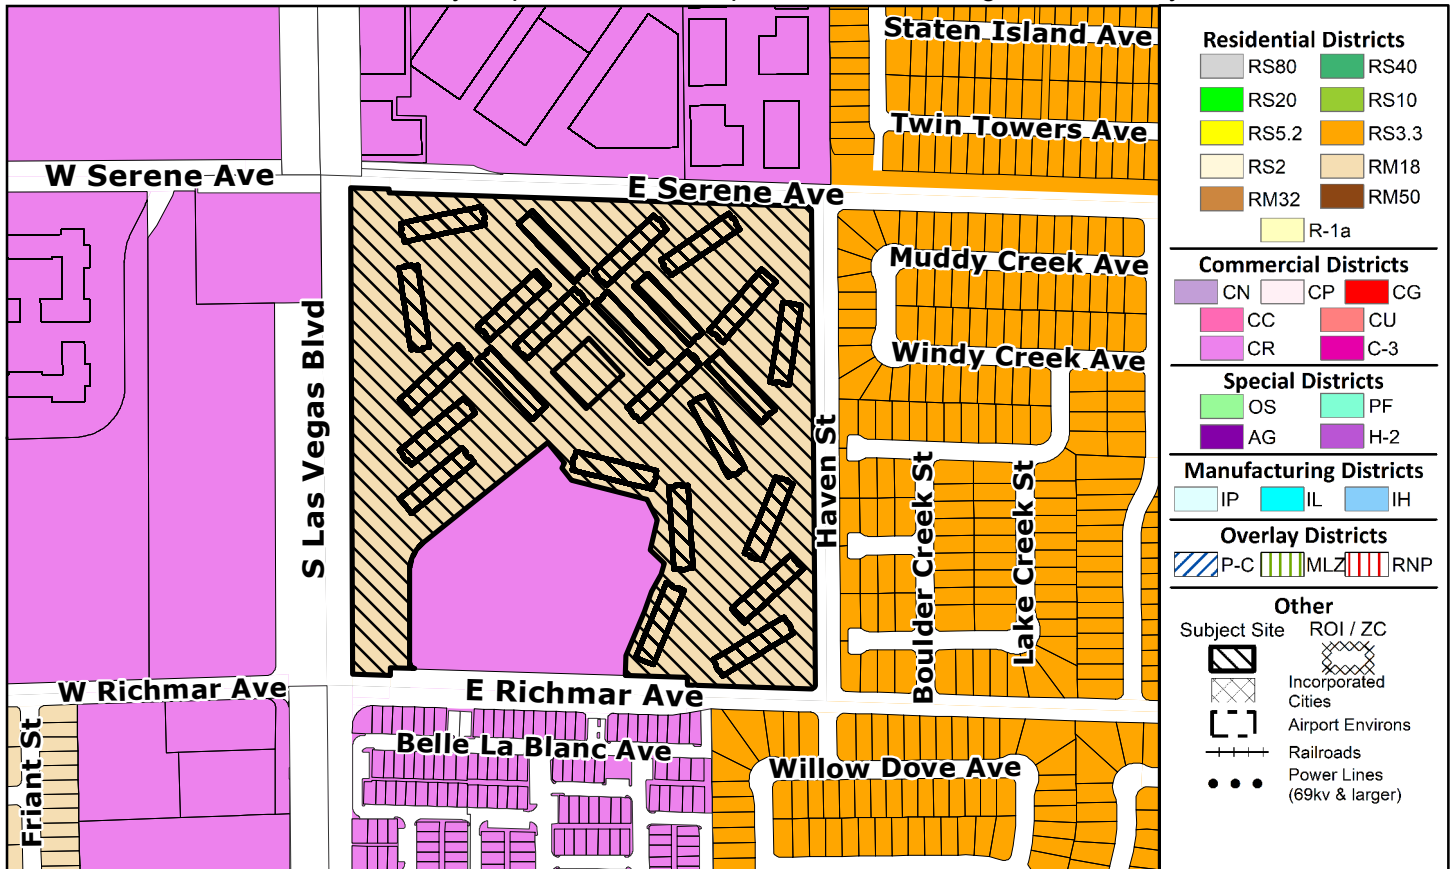 Staten Island Ave
Twin Towers Ave
W Serene Ave
E Serene Ave
Muddy Creek Ave
Windy Creek Ave
S Las Vegas Blvd
Haven St
Boulder Creek St
Lake Creek St
W Richmar Ave
E Richmar Ave
Friant St
Belle La Blanc Ave
Willow Dove Ave
Residential Districts
RS80 RS40
RS20 RS10
RS5.2 RS3.3
RS2 RM18
RM32 RM50
R-1a
Commercial Districts
CN CP CG
CC CU
CR C-3
Special Districts
OS PF
AG H-2
Manufacturing Districts
IP IL IH
Overlay Districts
P-C MLZ RNP
Other
Subject Site ROI / ZC
Incorporated
Cities
Airport Environs
Railroads
Power Lines
(69kv & larger)